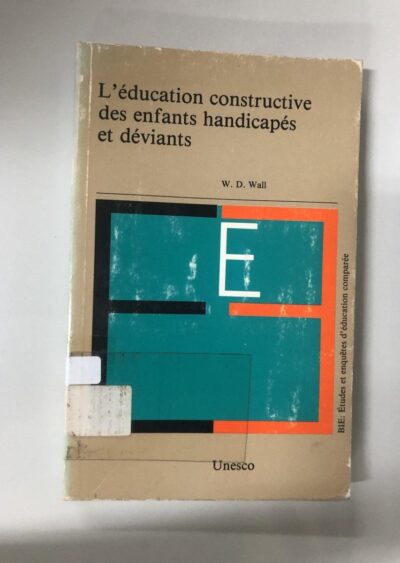 L'éducation constructive
des enfants handicapés
et déviants
W. D. Wall
E
BIE: Études et enquêtes d'éducation comparée
Unesco